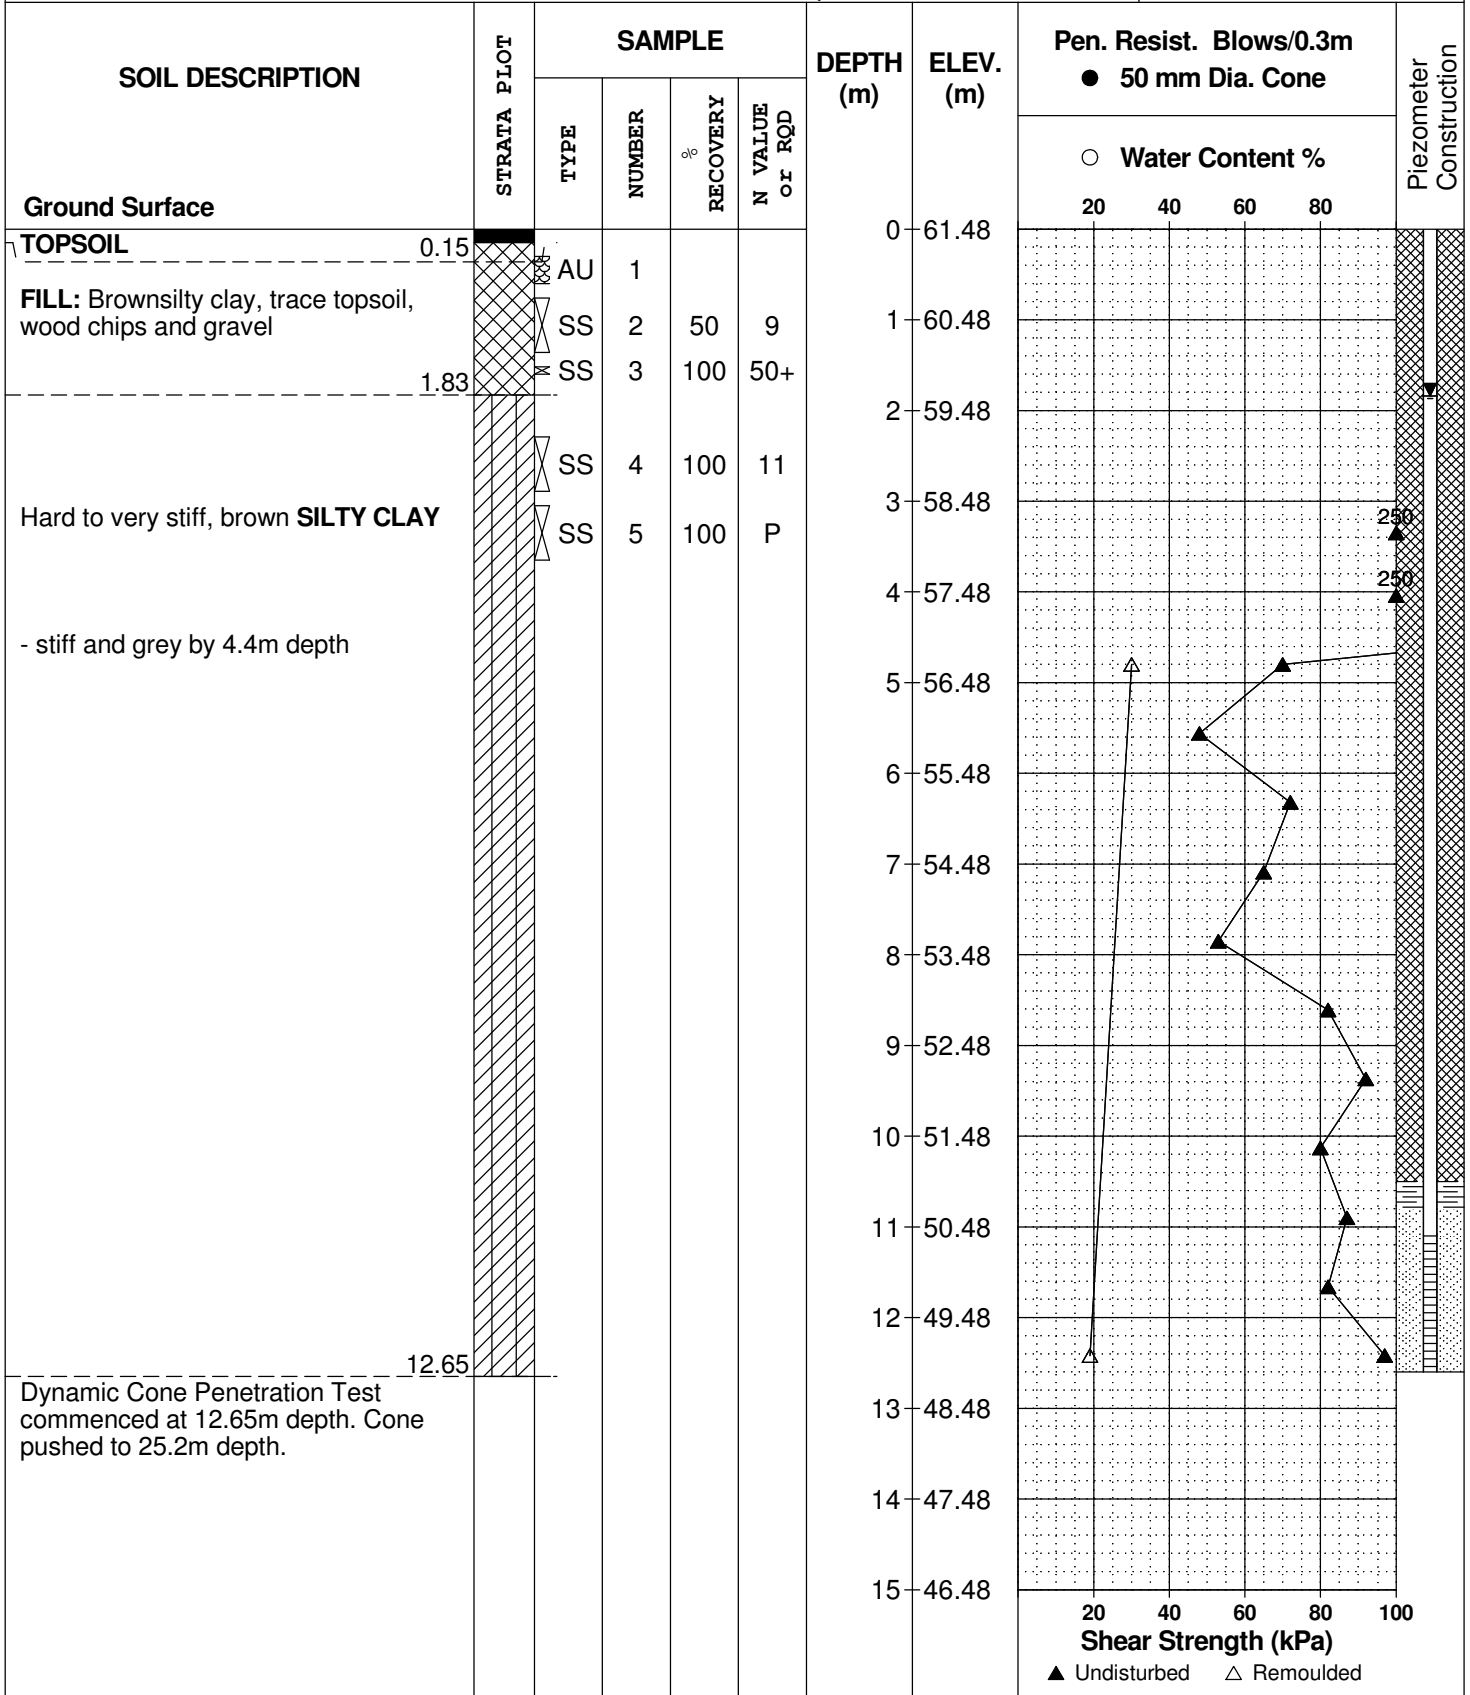 SOIL DESCRIPTION
Ground Surface
STRATA PLOT
SAMPLE
TYPE
NUMBER
% RECOVERY
N VALUE or RQD
DEPTH (m)
ELEV. (m)
Pen. Resist. Blows/0.3m
● 50 mm Dia. Cone
○ Water Content %
20 40 60 80
Piezometer Construction
TOPSOIL 0.15
FILL: Brownsilty clay, trace topsoil,
wood chips and gravel
1.83
Hard to very stiff, brown SILTY CLAY
- stiff and grey by 4.4m depth
12.65
Dynamic Cone Penetration Test
commenced at 12.65m depth. Cone
pushed to 25.2m depth.
AU 1
SS 2 50 9
SS 3 100 50+
SS 4 100 11
SS 5 100 P
0 61.48
1 60.48
2 59.48
3 58.48
4 57.48
5 56.48
6 55.48
7 54.48
8 53.48
9 52.48
10 51.48
11 50.48
12 49.48
13 48.48
14 47.48
15 46.48
250
250
20 40 60 80 100
Shear Strength (kPa)
▲ Undisturbed △ Remoulded